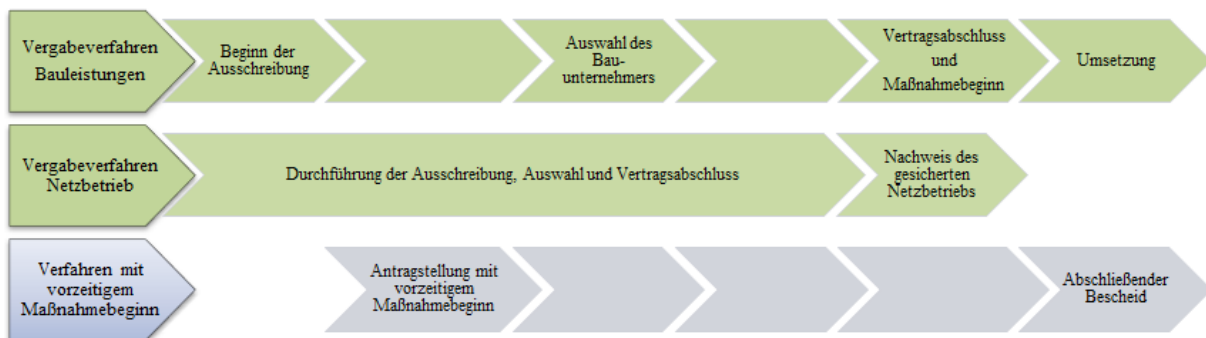 Vergabeverfahren
Bauleistungen
Beginn der
Ausschreibung
Auswahl des
Bau-
unternehmers
Vertragsabschluss
und
Maßnahmebeginn
Umsetzung
Vergabeverfahren
Netzbetrieb
Durchführung der Ausschreibung, Auswahl und Vertragsabschluss
Nachweis des
gesicherten
Netzbetriebs
Verfahren mit
vorzeitigem
Maßnahmebeginn
Antragstellung mit
vorzeitigem
Maßnahmebeginn
Abschließender
Bescheid